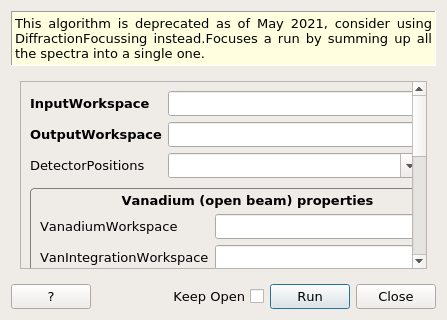 This algorithm is deprecated as of May 2021, consider using
DiffractionFocussing instead.Focuses a run by summing up all
the spectra into a single one.
InputWorkspace
OutputWorkspace
DetectorPositions
Vanadium (open beam) properties
VanadiumWorkspace
VanIntegrationWorkspace
? Keep Open Run Close